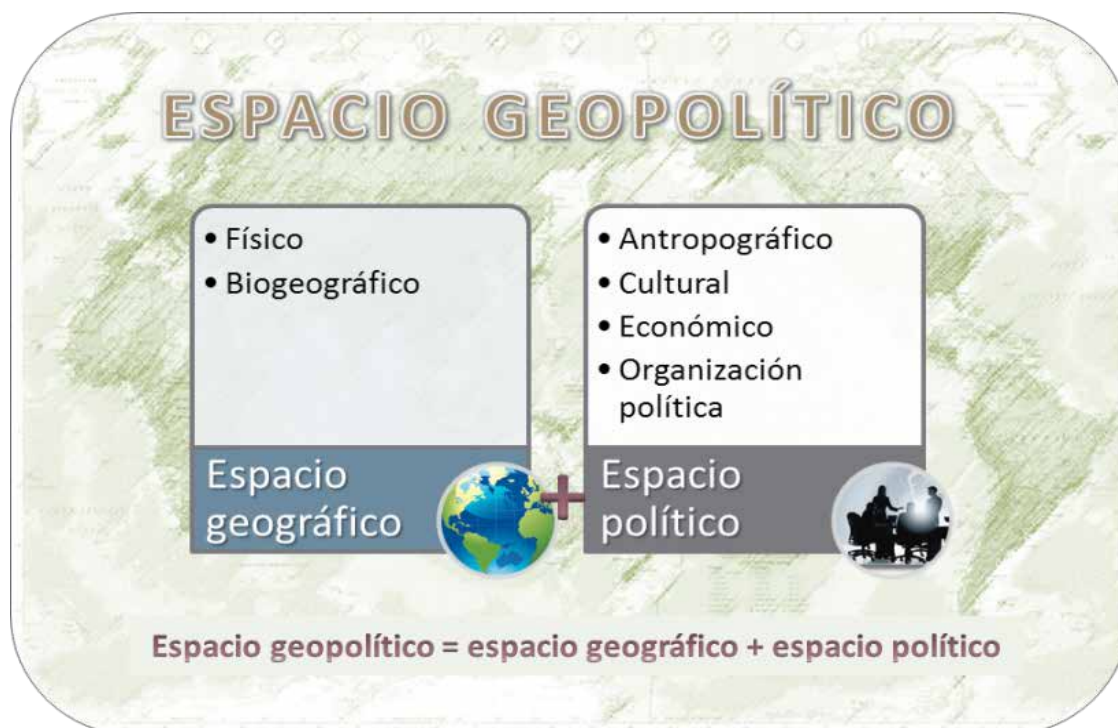 ESPACIO GEOPOLÍTICO
• Físico
• Biogeográfico
Espacio
geográfico
• Antropográfico
• Cultural
• Económico
• Organización
política
Espacio
político
Espacio geopolítico = espacio geográfico + espacio político